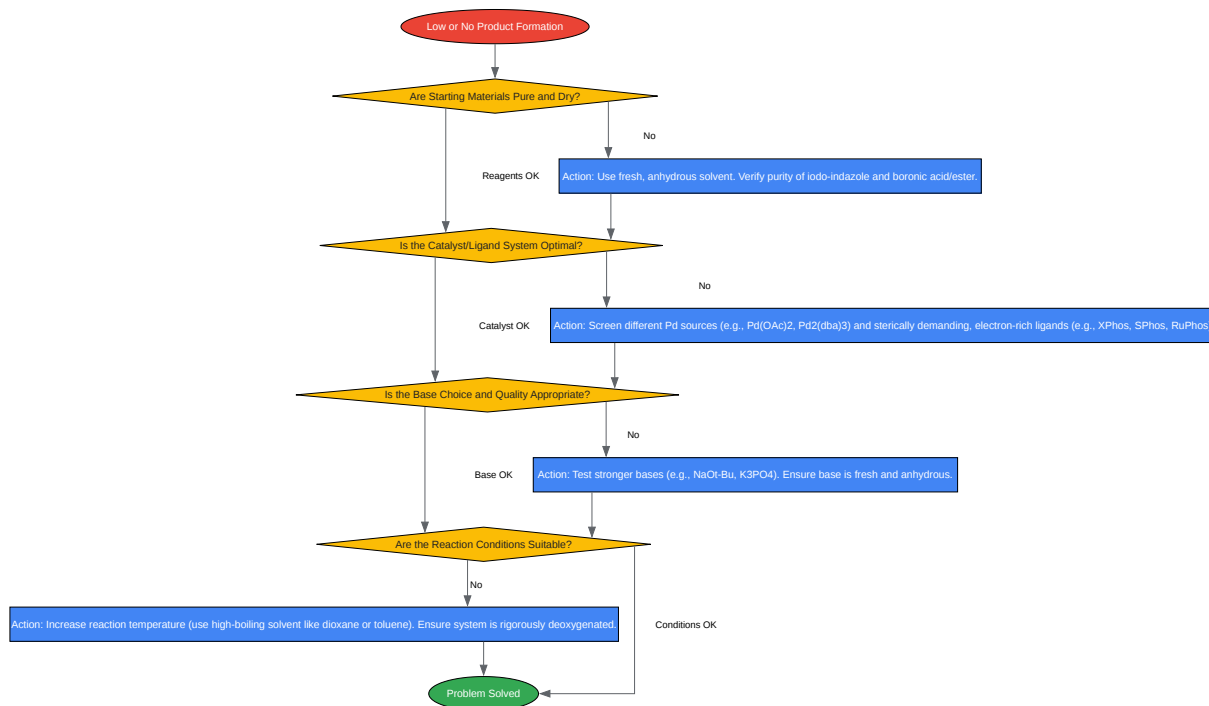 Low or No Product Formation
Are Starting Materials Pure and Dry?
No
Reagents OK
Action: Use fresh, anhydrous solvent. Verify purity of iodo-indazole and boronic acid/ester.
Is the Catalyst/Ligand System Optimal?
No
Catalyst OK
Action: Screen different Pd sources (e.g., Pd(OAc)2, Pd2(dba)3) and sterically demanding, electron-rich ligands (e.g., XPhos, SPhos, RuPhos
Is the Base Choice and Quality Appropriate?
No
Base OK
Action: Test stronger bases (e.g., NaOt-Bu, K3PO4). Ensure base is fresh and anhydrous.
Are the Reaction Conditions Suitable?
No
Action: Increase reaction temperature (use high-boiling solvent like dioxane or toluene). Ensure system is rigorously deoxygenated.
Conditions OK
Problem Solved